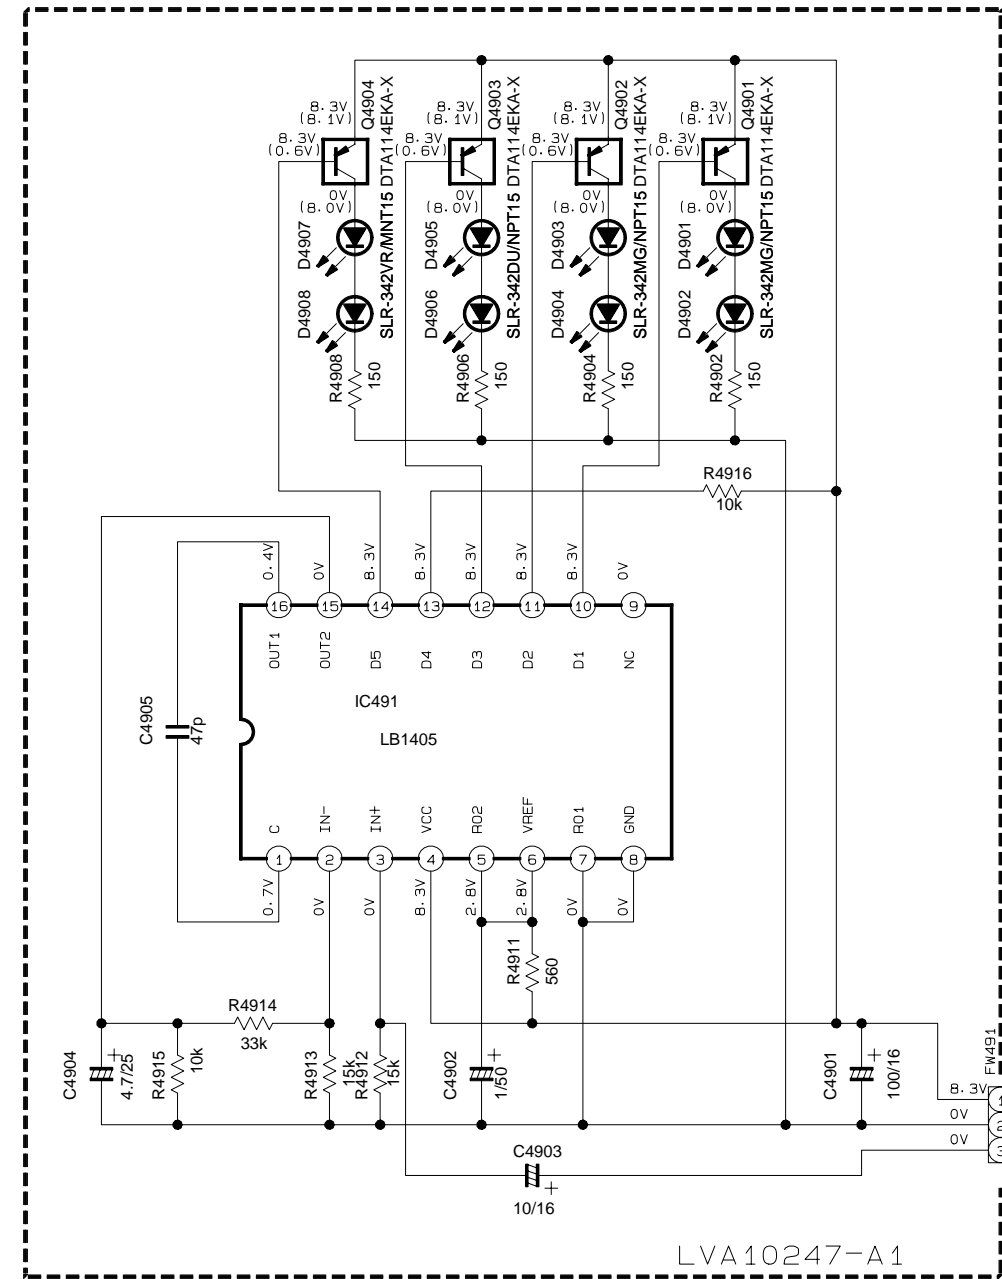 Q4904
DTA114EKA-X
8.3V
(8.1V)
8.3V
(0.6V)
0V
(8.0V)
D4907
D4908
SLR-342VR/MNT15
R4908
150
Q4903
DTA114EKA-X
8.3V
(8.1V)
8.3V
(0.6V)
0V
(8.0V)
D4905
D4906
SLR-342DU/NPT15
R4906
150
Q4902
DTA114EKA-X
8.3V
(8.1V)
8.3V
(0.6V)
0V
(8.0V)
D4903
D4904
SLR-342MG/NPT15
R4904
150
Q4901
DTA114EKA-X
8.3V
(8.1V)
8.3V
(0.6V)
0V
(8.0V)
D4901
D4902
SLR-342MG/NPT15
R4902
150
R4916
10k
0.4V
0V
8.3V
8.3V
8.3V
8.3V
8.3V
0V
16
15
14
13
12
11
10
9
OUT1
OUT2
D5
D4
D3
D2
D1
NC
IC491
LB1405
C4905
47p
C
IN-
IN+
VCC
RO2
VREF
RO1
GND
1
2
3
4
5
6
7
8
0.7V
0V
0V
8.3V
2.8V
2.8V
0V
0V
R4911
560
R4914
33k
C4904
+
4.7/25
R4915
10k
R4913
15k
R4912
15k
C4902
+
1/50
C4901
+
100/16
FW491
8.3V
1
0V
2
0V
3
C4903
+
10/16
LVA10247-A1